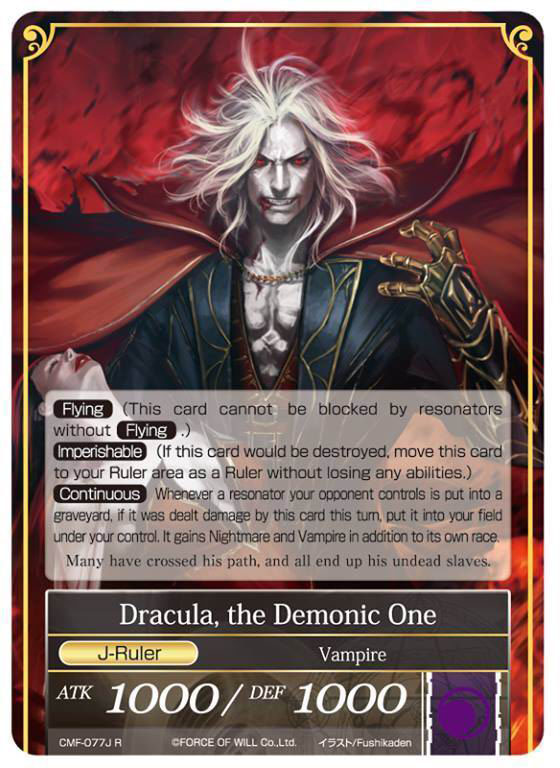 Flying (This card cannot be blocked by resonators
without Flying .)
Imperishable (If this card would be destroyed, move this card
to your Ruler area as a Ruler without losing any abilities.)
Continuous Whenever a resonator your opponent controls is put into a
graveyard, if it was dealt damage by this card this turn, put it into your field
under your control. It gains Nightmare and Vampire in addition to its own race.
Many have crossed his path, and all end up his undead slaves.
Dracula, the Demonic One
J-Ruler Vampire
ATK 1000 / DEF 1000
CMF-077J R ©FORCE OF WILL Co.,Ltd. イラスト/Fushikaden